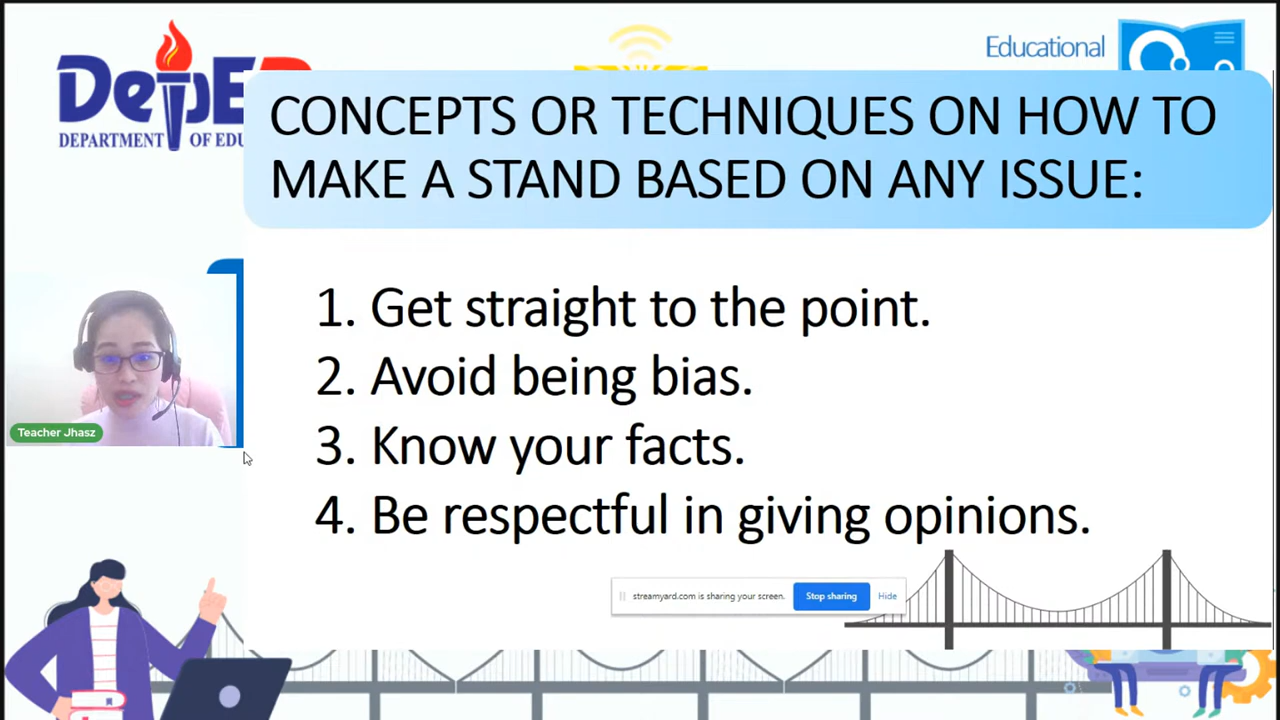 DepED
DEPARTMENT OF EDU
Educational
CONCEPTS OR TECHNIQUES ON HOW TO
MAKE A STAND BASED ON ANY ISSUE:
1. Get straight to the point.
2. Avoid being bias.
3. Know your facts.
4. Be respectful in giving opinions.
Teacher Jhasz
streamyard.com is sharing your screen.
Stop sharing
Hide